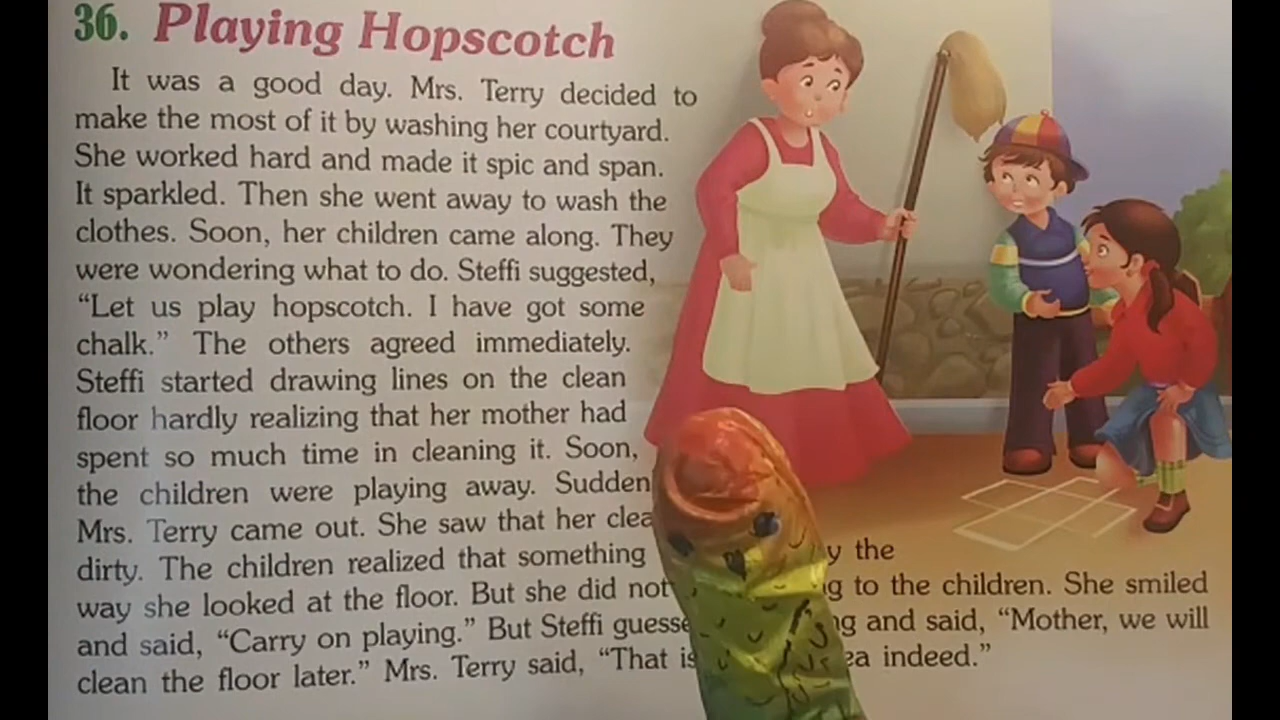 36. Playing Hopscotch
It was a good day. Mrs. Terry decided to
make the most of it by washing her courtyard.
She worked hard and made it spic and span.
It sparkled. Then she went away to wash the
clothes. Soon, her children came along. They
were wondering what to do. Steffi suggested,
“Let us play hopscotch. I have got some
chalk.” The others agreed immediately.
Steffi started drawing lines on the clean
floor hardly realizing that her mother had
spent so much time in cleaning it. Soon,
the children were playing away. Sudden
Mrs. Terry came out. She saw that her clea
dirty. The children realized that something y the
way she looked at the floor. But she did not g to the children. She smiled
and said, “Carry on playing.” But Steffi guesse ng and said, “Mother, we will
clean the floor later.” Mrs. Terry said, “That is ea indeed.”